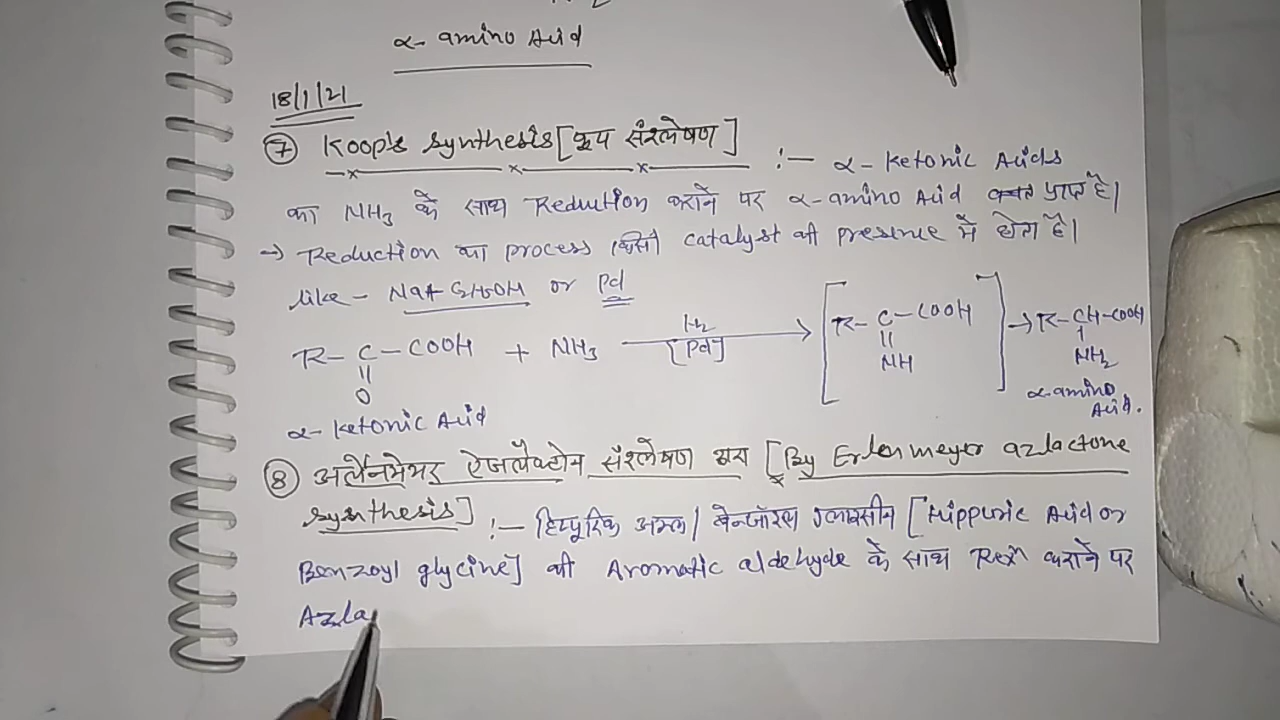 α- amino Acid
18/1/21
⑦ Koop's synthesis [कूप संश्लेषण] :- α-ketonic Acids
का NH₃ के साथ Reduction कराने पर α-amino Acid प्राप्त है।
→ Reduction का process किसी catalyst की presence में होता है।
like - Na+ C₂H₅OH or Pd
R-C-COOH + NH₃ H₂ [Pd] → [R-C-COOH] → R-CH-COOH
|| || |
O NH NH₂
α-ketonic Acid α-amino Acid.
⑧ अर्लेनमेयर ऐजलैक्टोन संश्लेषण द्वारा [By Erlenmeyer azlactone
synthesis] :- हिप्पूरिक अम्ल / बेन्जॉइल ग्लाइसीन [Hippuric Acid or
Benzoyl glycine] की Aromatic aldehyde के साथ Rexⁿ कराने पर
Azla